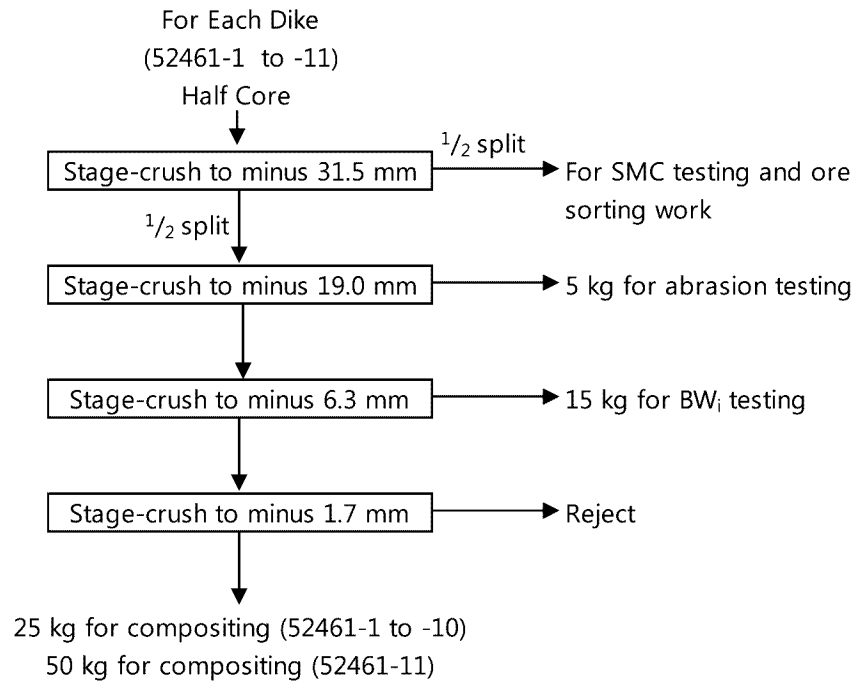 For Each Dike
(52461-1 to -11)
Half Core
Stage-crush to minus 31.5 mm
1/2 split
For SMC testing and ore
sorting work
1/2 split
Stage-crush to minus 19.0 mm
5 kg for abrasion testing
Stage-crush to minus 6.3 mm
15 kg for BWi testing
Stage-crush to minus 1.7 mm
Reject
25 kg for compositing (52461-1 to -10)
50 kg for compositing (52461-11)